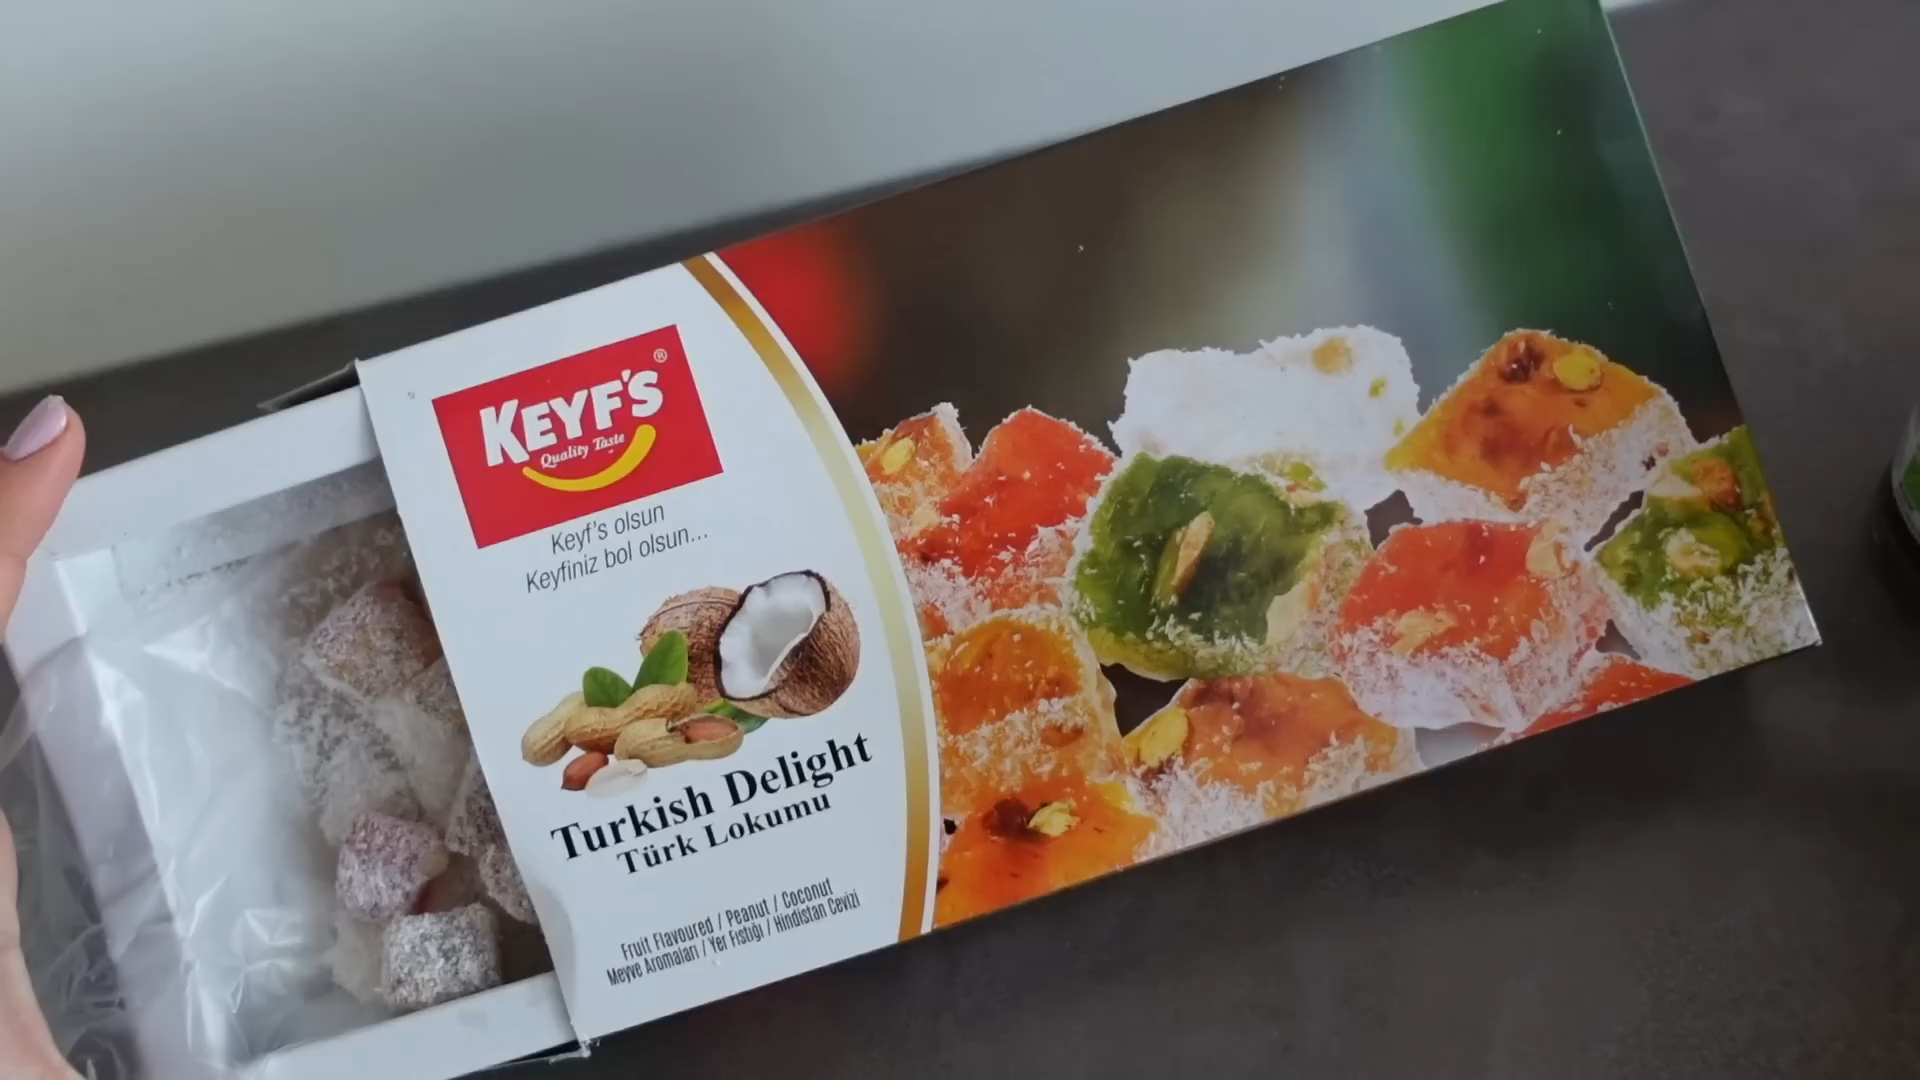 KEYF'S®
Quality Taste
Keyf's olsun
Keyfiniz bol olsun...
Turkish Delight
Türk Lokumu
Fruit Flavoured / Peanut / Coconut
Meyve Aromaları / Yer Fıstığı / Hindistan Cevizi